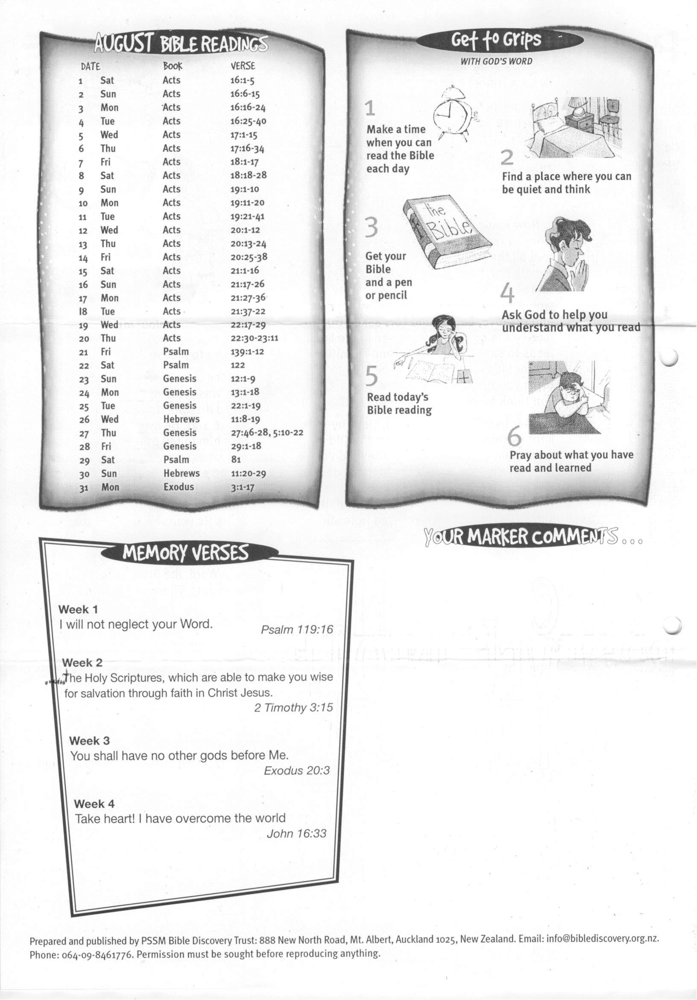 AUGUST BIBLE READINGS
DATE BOOK VERSE
1 Sat Acts 16:1-5
2 Sun Acts 16:6-15
3 Mon Acts 16:16-24
4 Tue Acts 16:25-40
5 Wed Acts 17:1-15
6 Thu Acts 17:16-34
7 Fri Acts 18:1-17
8 Sat Acts 18:18-28
9 Sun Acts 19:1-10
10 Mon Acts 19:11-20
11 Tue Acts 19:21-41
12 Wed Acts 20:1-12
13 Thu Acts 20:13-24
14 Fri Acts 20:25-38
15 Sat Acts 21:1-16
16 Sun Acts 21:17-26
17 Mon Acts 21:27-36
18 Tue Acts 21:37-22
19 Wed Acts 22:17-29
20 Thu Acts 22:30-23:11
21 Fri Psalm 139:1-12
22 Sat Psalm 122
23 Sun Genesis 12:1-9
24 Mon Genesis 13:1-18
25 Tue Genesis 22:1-19
26 Wed Hebrews 11:8-19
27 Thu Genesis 27:46-28, 5:10-22
28 Fri Genesis 29:1-18
29 Sat Psalm 81
30 Sun Hebrews 11:20-29
31 Mon Exodus 3:1-17
Get to Grips
WITH GOD'S WORD
1
Make a time
when you can
read the Bible
each day
2
Find a place where you can
be quiet and think
the
Bible
3
Get your
Bible
and a pen
or pencil
4
Ask God to help you
understand what you read
5
Read today's
Bible reading
6
Pray about what you have
read and learned
MEMORY VERSES
Week 1
I will not neglect your Word.
Psalm 119:16
Week 2
The Holy Scriptures, which are able to make you wise
for salvation through faith in Christ Jesus.
2 Timothy 3:15
Week 3
You shall have no other gods before Me.
Exodus 20:3
Week 4
Take heart! I have overcome the world
John 16:33
YOUR MARKER COMMENTS...
Prepared and published by PSSM Bible Discovery Trust: 888 New North Road, Mt. Albert, Auckland 1025, New Zealand. Email: info@biblediscovery.org.nz.
Phone: 064-09-8461776. Permission must be sought before reproducing anything.